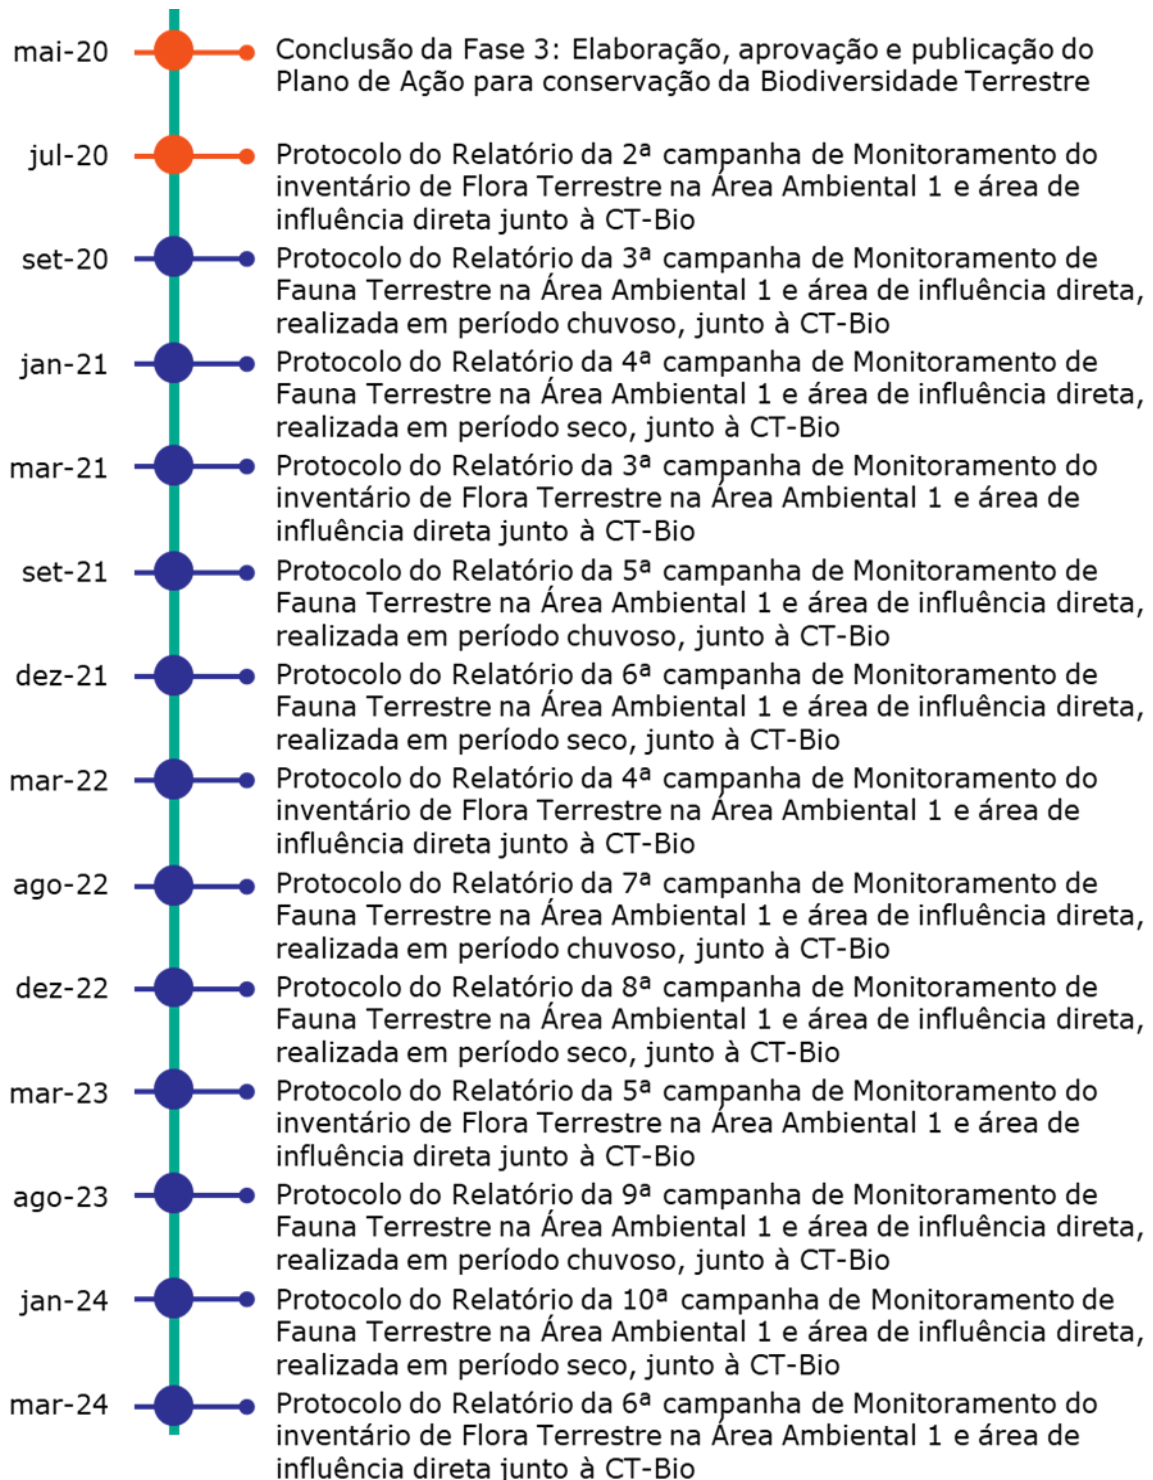 mai-20
Conclusão da Fase 3: Elaboração, aprovação e publicação do
Plano de Ação para conservação da Biodiversidade Terrestre
jul-20
Protocolo do Relatório da 2ª campanha de Monitoramento do
inventário de Flora Terrestre na Área Ambiental 1 e área de
influência direta junto à CT-Bio
set-20
Protocolo do Relatório da 3ª campanha de Monitoramento de
Fauna Terrestre na Área Ambiental 1 e área de influência direta,
realizada em período chuvoso, junto à CT-Bio
jan-21
Protocolo do Relatório da 4ª campanha de Monitoramento de
Fauna Terrestre na Área Ambiental 1 e área de influência direta,
realizada em período seco, junto à CT-Bio
mar-21
Protocolo do Relatório da 3ª campanha de Monitoramento do
inventário de Flora Terrestre na Área Ambiental 1 e área de
influência direta junto à CT-Bio
set-21
Protocolo do Relatório da 5ª campanha de Monitoramento de
Fauna Terrestre na Área Ambiental 1 e área de influência direta,
realizada em período chuvoso, junto à CT-Bio
dez-21
Protocolo do Relatório da 6ª campanha de Monitoramento de
Fauna Terrestre na Área Ambiental 1 e área de influência direta,
realizada em período seco, junto à CT-Bio
mar-22
Protocolo do Relatório da 4ª campanha de Monitoramento do
inventário de Flora Terrestre na Área Ambiental 1 e área de
influência direta junto à CT-Bio
ago-22
Protocolo do Relatório da 7ª campanha de Monitoramento de
Fauna Terrestre na Área Ambiental 1 e área de influência direta,
realizada em período chuvoso, junto à CT-Bio
dez-22
Protocolo do Relatório da 8ª campanha de Monitoramento de
Fauna Terrestre na Área Ambiental 1 e área de influência direta,
realizada em período seco, junto à CT-Bio
mar-23
Protocolo do Relatório da 5ª campanha de Monitoramento do
inventário de Flora Terrestre na Área Ambiental 1 e área de
influência direta junto à CT-Bio
ago-23
Protocolo do Relatório da 9ª campanha de Monitoramento de
Fauna Terrestre na Área Ambiental 1 e área de influência direta,
realizada em período chuvoso, junto à CT-Bio
jan-24
Protocolo do Relatório da 10ª campanha de Monitoramento de
Fauna Terrestre na Área Ambiental 1 e área de influência direta,
realizada em período seco, junto à CT-Bio
mar-24
Protocolo do Relatório da 6ª campanha de Monitoramento do
inventário de Flora Terrestre na Área Ambiental 1 e área de
influência direta junto à CT-Bio